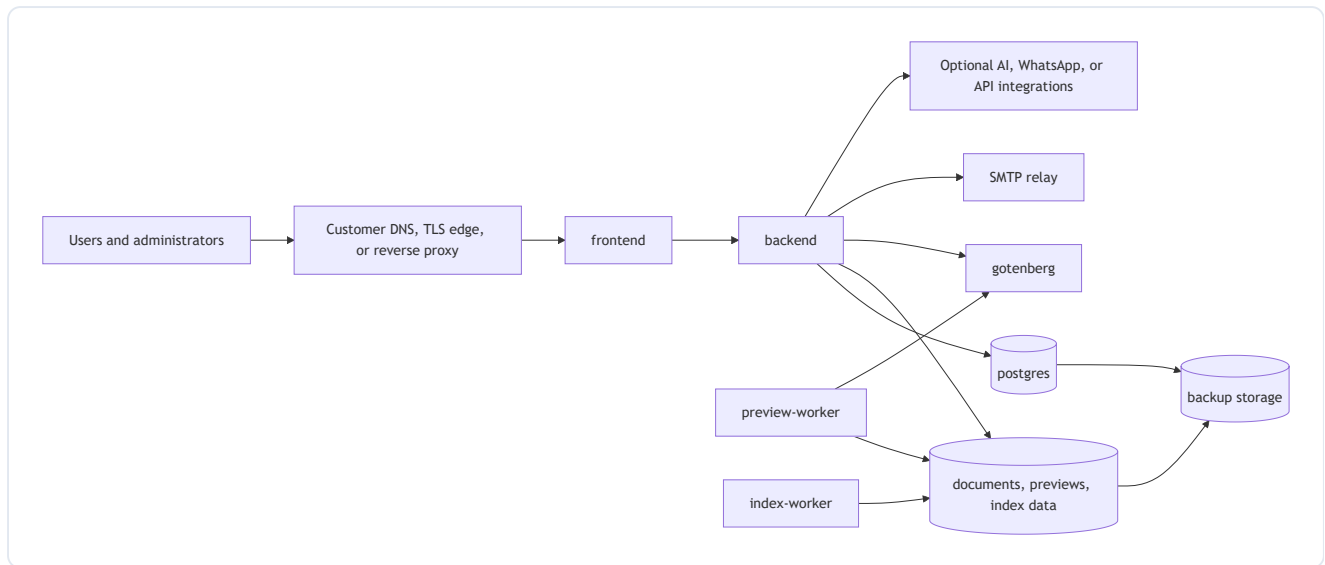 Optional AI, WhatsApp, or
API integrations
SMTP relay
Users and administrators
Customer DNS, TLS edge,
or reverse proxy
frontend
backend
gotenberg
postgres
backup storage
preview-worker
documents, previews,
index data
index-worker